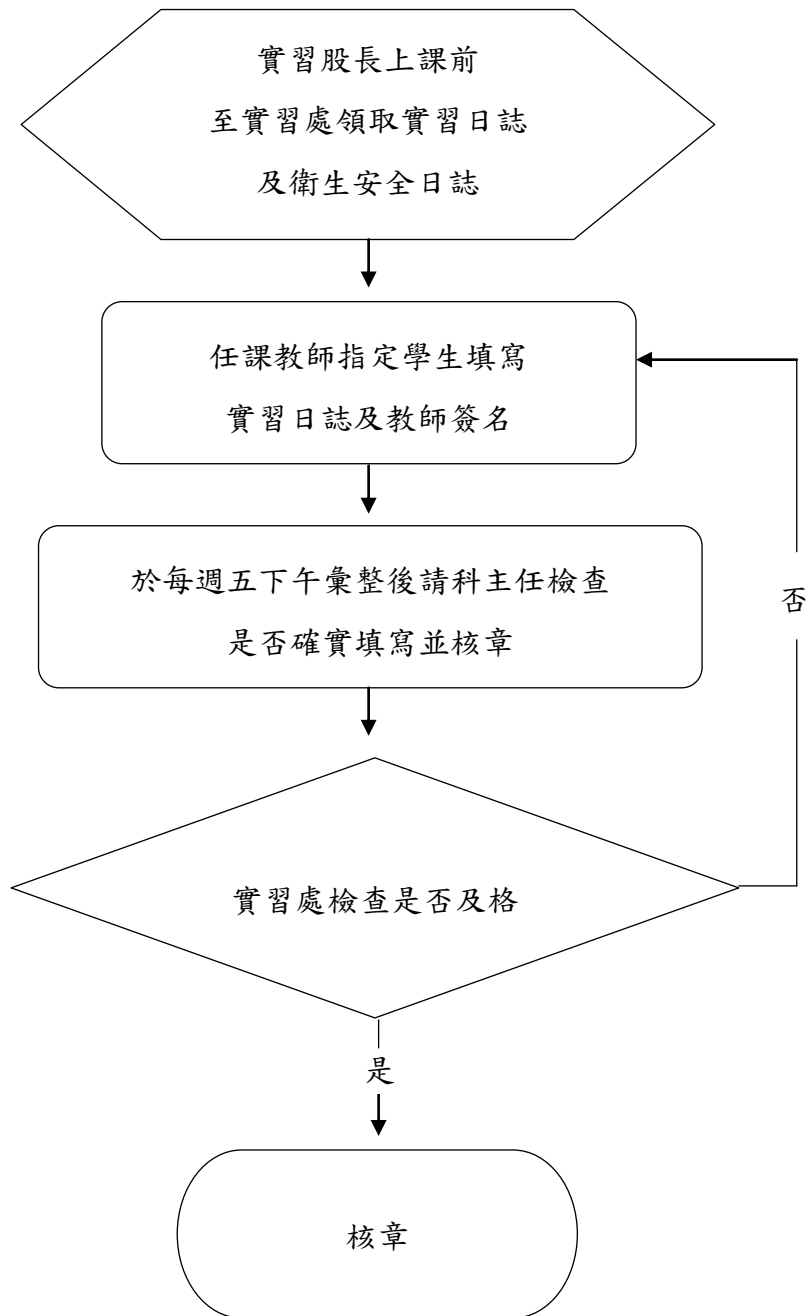 實習股長上課前
至實習處領取實習日誌
及衛生安全日誌
任課教師指定學生填寫
實習日誌及教師簽名
於每週五下午彙整後請科主任檢查
是否確實填寫並核章
否
實習處檢查是否及格
是
核章